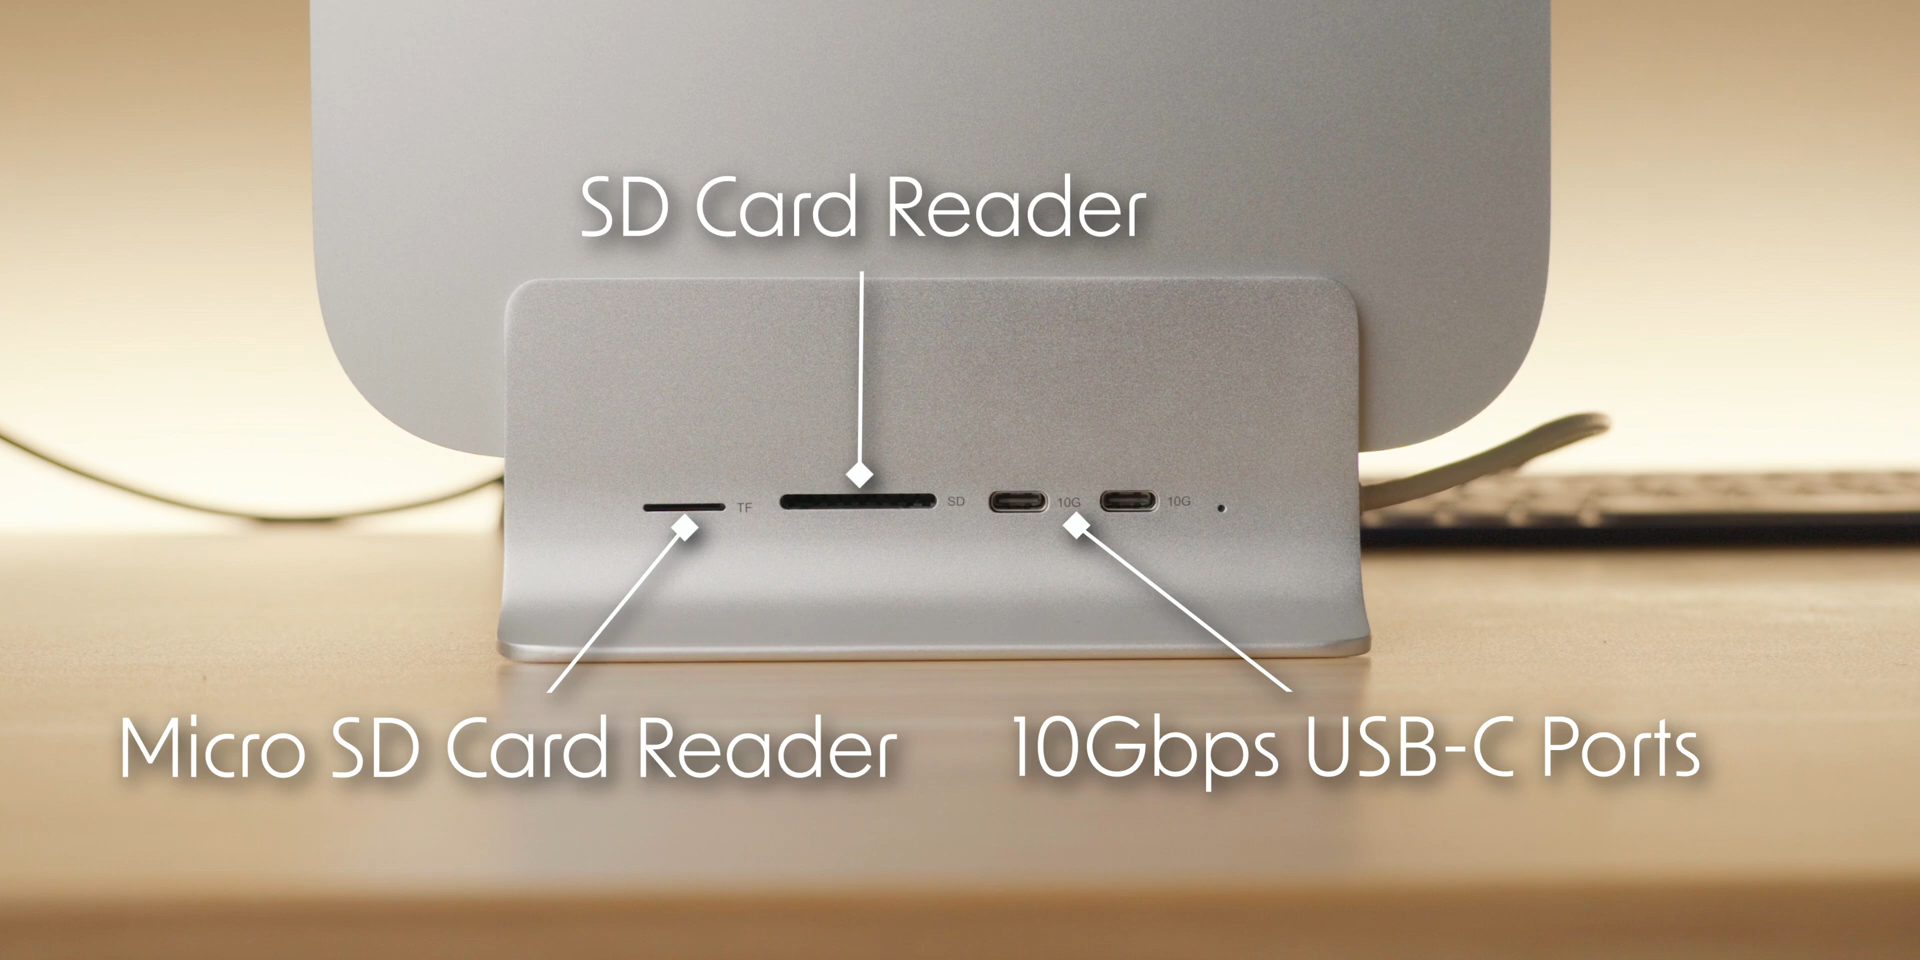 SD Card Reader
TF
SD
10G
10G
Micro SD Card Reader
10Gbps USB-C Ports